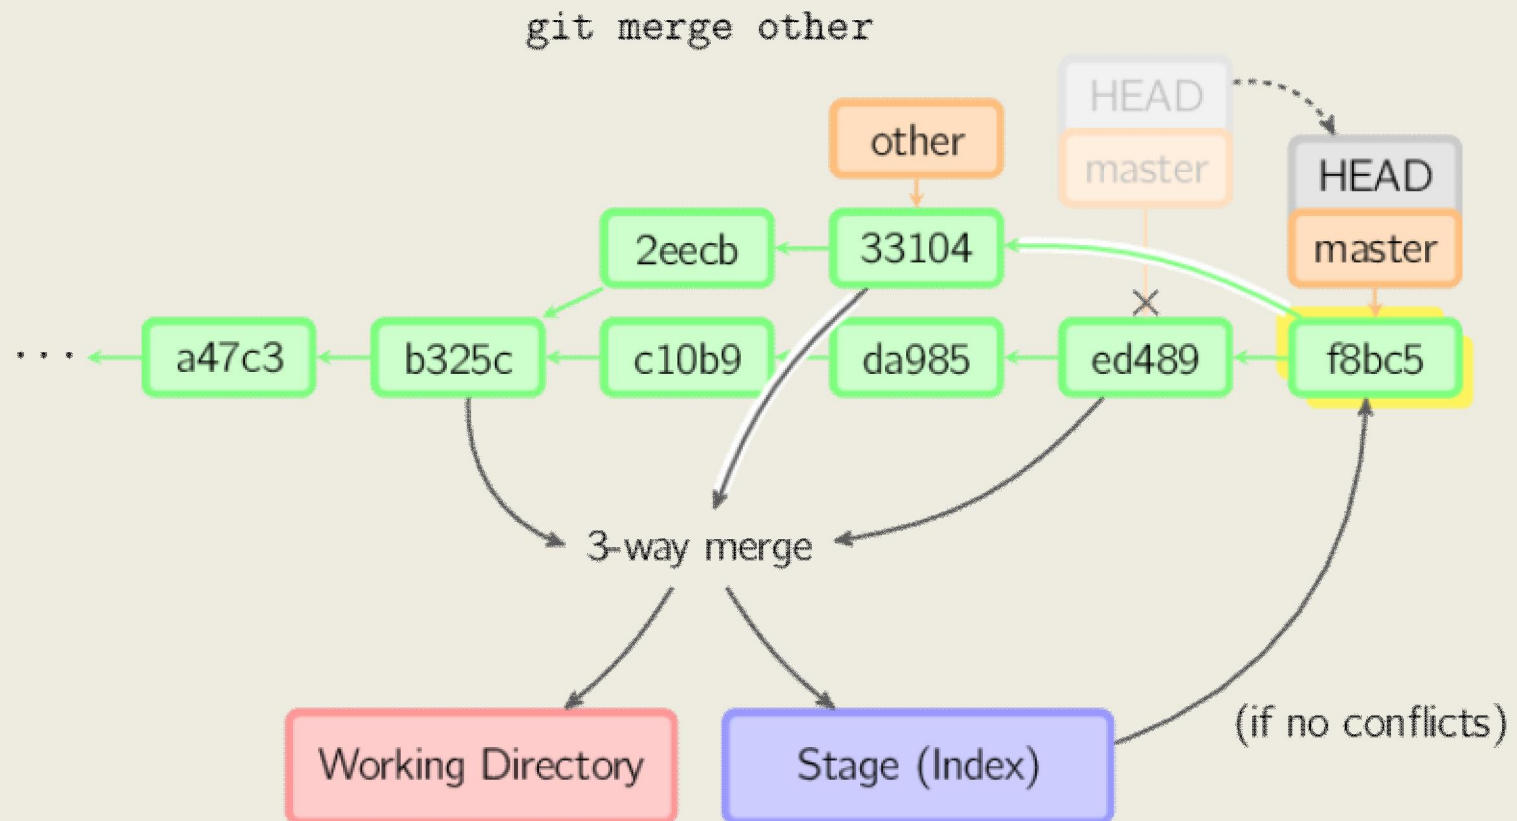 git merge other
HEAD
other
master
HEAD
2eecb
33104
master
... a47c3
b325c
c10b9
da985
ed489
f8bc5
3-way merge
(if no conflicts)
Working Directory
Stage (Index)